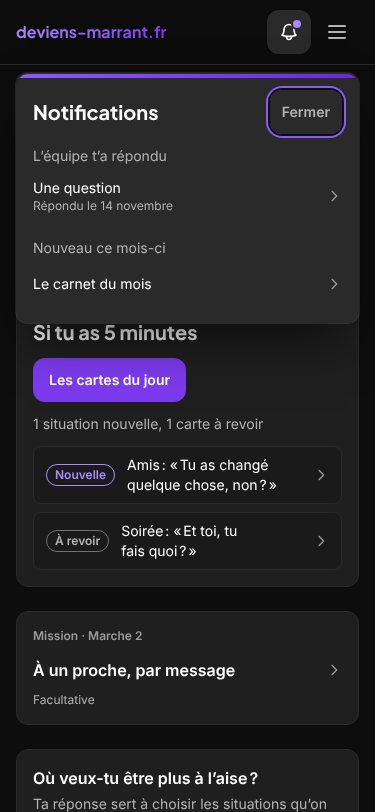 deviens-marrant.fr
Notifications
Fermer
L’équipe t’a répondu
Une question
Répondu le 14 novembre
Nouveau ce mois-ci
Le carnet du mois
Si tu as 5 minutes
Les cartes du jour
1 situation nouvelle, 1 carte à revoir
Nouvelle
Amis : « Tu as changé
quelque chose, non ? »
À revoir
Soirée : « Et toi, tu
fais quoi ? »
Mission · Marche 2
À un proche, par message
Facultative
Où veux-tu être plus à l’aise ?
Ta réponse sert à choisir les situations qu’on